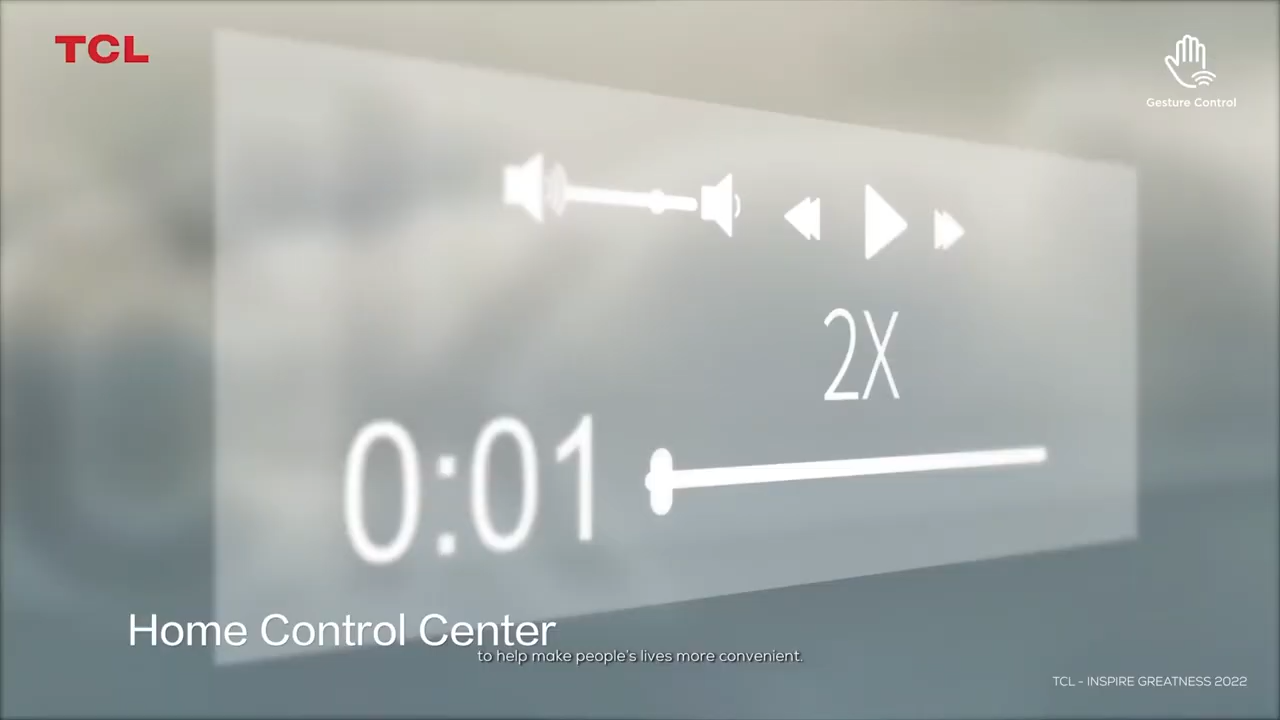 TCL
Gesture Control
2X
0:01
Home Control Center
to help make people's lives more convenient.
TCL - INSPIRE GREATNESS 2022